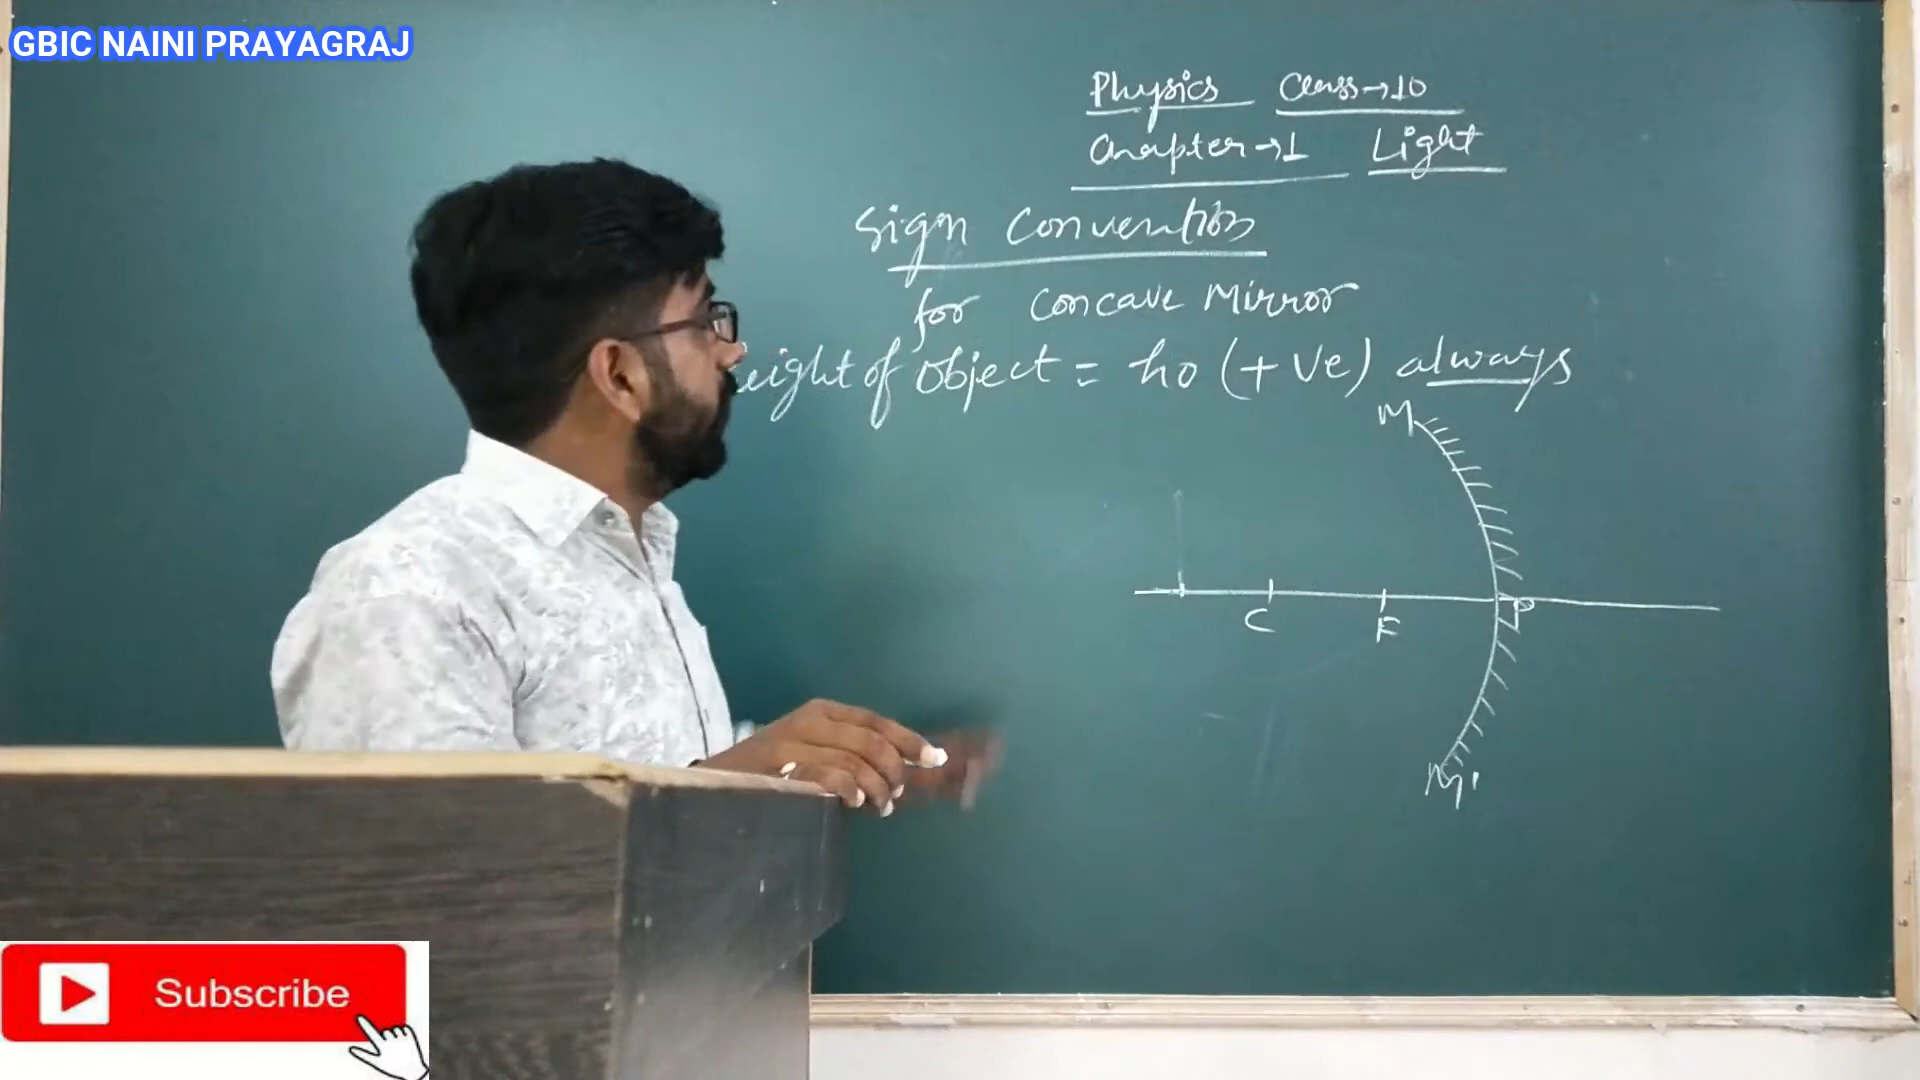 GBIC NAINI PRAYAGRAJ
Physics Class→10
Chapter→1 Light
Sign Convention
for Concave Mirror
eight of Object = ho (+ve) always
M
C F P
M'
Subscribe